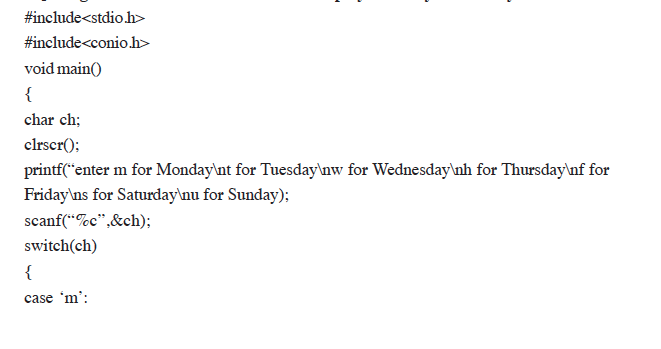 #include<stdio.h>
#include<conio.h>
void main()
{
char ch;
clrscr();
printf(“enter m for Monday\nt for Tuesday\nw for Wednesday\nh for Thursday\nf for
Friday\ns for Saturday\nu for Sunday);
scanf(“%c”,&ch);
switch(ch)
{
case ‘m’: